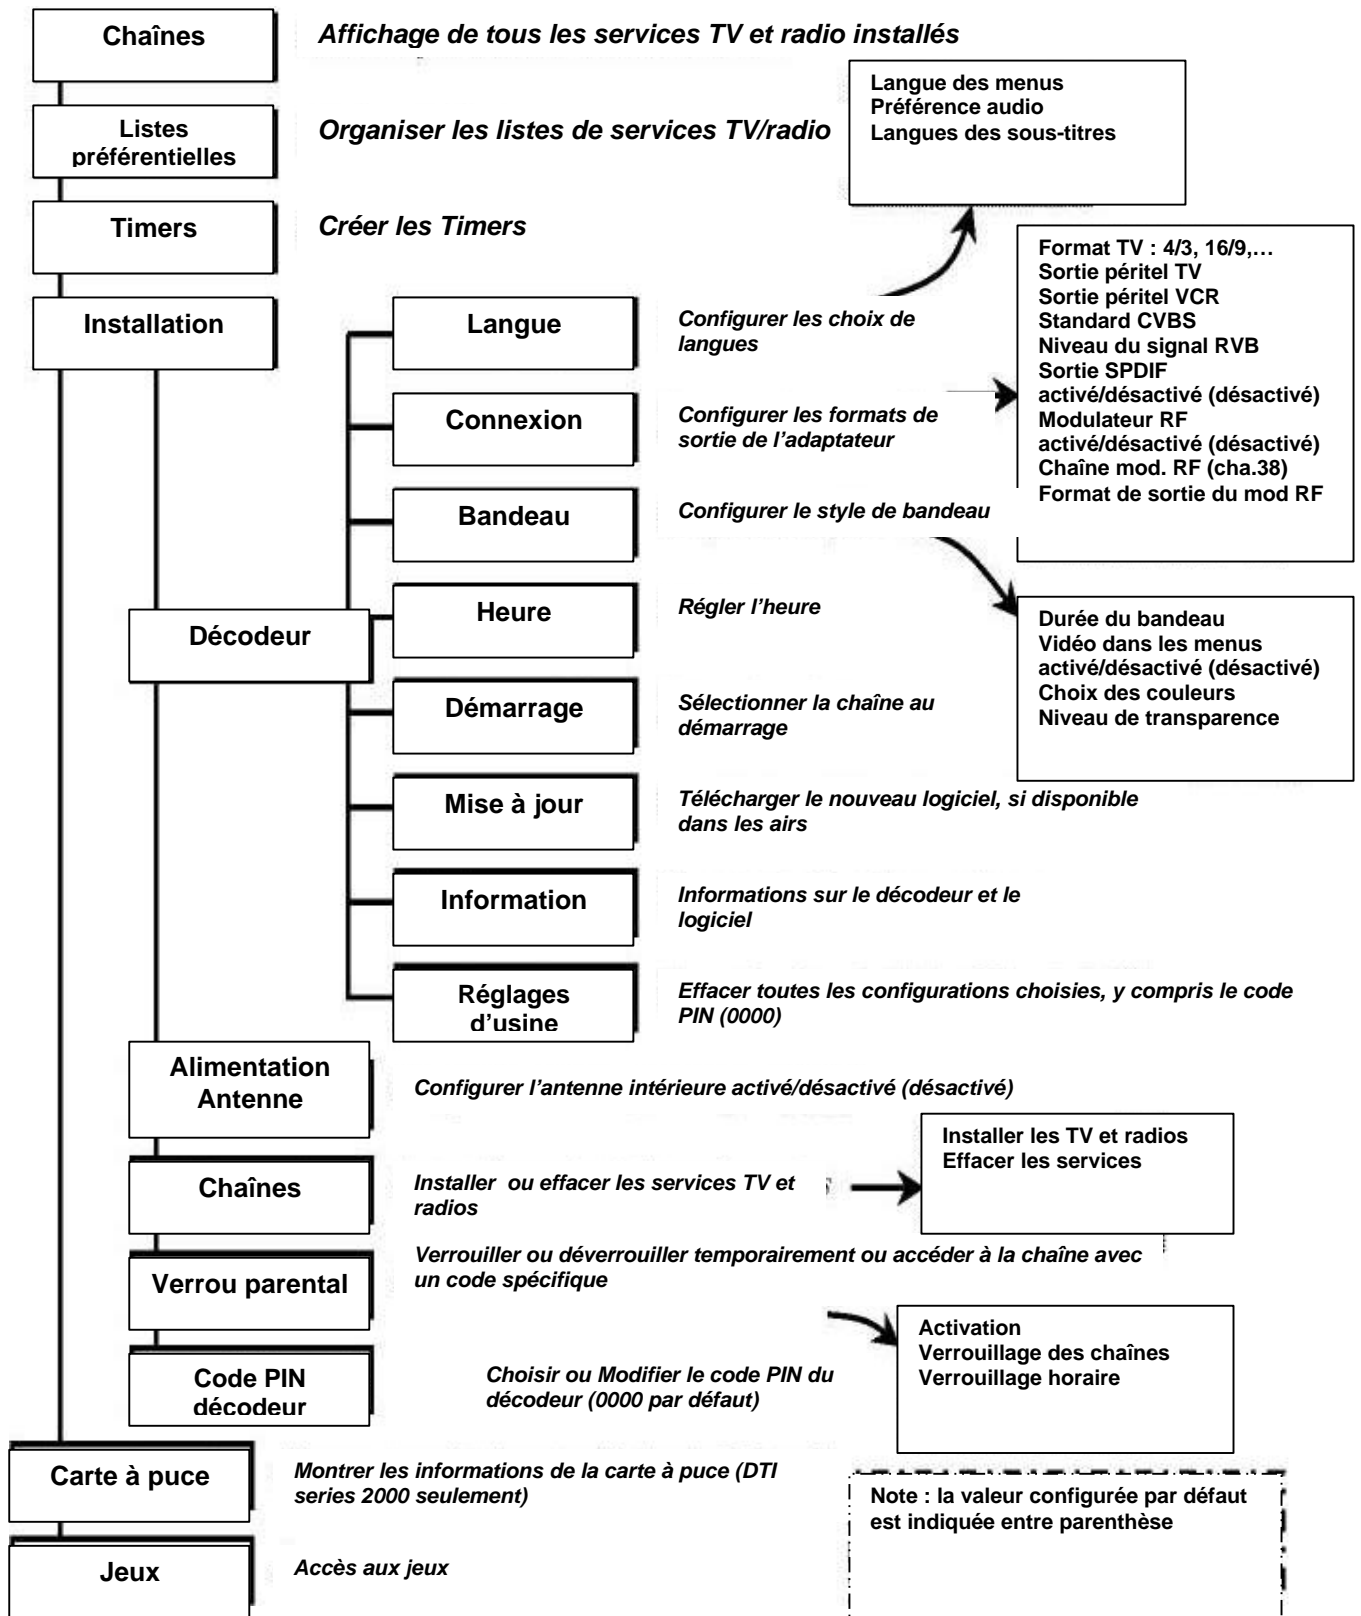 Chaînes
Affichage de tous les services TV et radio installés
Langue des menus
Préférence audio
Langues des sous-titres
Listes
préférentielles
Organiser les listes de services TV/radio
Timers
Créer les Timers
Format TV : 4/3, 16/9,…
Sortie péritel TV
Sortie péritel VCR
Standard CVBS
Niveau du signal RVB
Sortie SPDIF
activé/désactivé (désactivé)
Modulateur RF
activé/désactivé (désactivé)
Chaîne mod. RF (cha.38)
Format de sortie du mod RF
Installation
Langue
Configurer les choix de
langues
Connexion
Configurer les formats de
sortie de l'adaptateur
Bandeau
Configurer le style de bandeau
Décodeur
Heure
Régler l'heure
Durée du bandeau
Vidéo dans les menus
activé/désactivé (désactivé)
Choix des couleurs
Niveau de transparence
Démarrage
Sélectionner la chaîne au
démarrage
Mise à jour
Télécharger le nouveau logiciel, si disponible
dans les airs
Information
Informations sur le décodeur et le
logiciel
Réglages
d'usine
Effacer toutes les configurations choisies, y compris le code
PIN (0000)
Alimentation
Antenne
Configurer l'antenne intérieure activé/désactivé (désactivé)
Chaînes
Installer ou effacer les services TV et
radios
Installer les TV et radios
Effacer les services
Verrou parental
Verrouiller ou déverrouiller temporairement ou accéder à la chaîne avec
un code spécifique
Activation
Verrouillage des chaînes
Verrouillage horaire
Code PIN
décodeur
Choisir ou Modifier le code PIN du
décodeur (0000 par défaut)
Carte à puce
Montrer les informations de la carte à puce (DTI
series 2000 seulement)
Note : la valeur configurée par défaut
est indiquée entre parenthèse
Jeux
Accès aux jeux